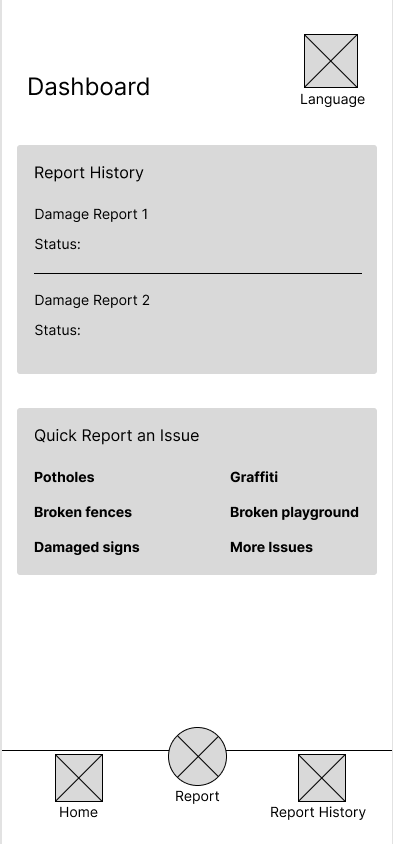 Dashboard
Language
Report History
Damage Report 1
Status:
Damage Report 2
Status:
Quick Report an Issue
Potholes
Graffiti
Broken fences
Broken playground
Damaged signs
More Issues
Home
Report
Report History